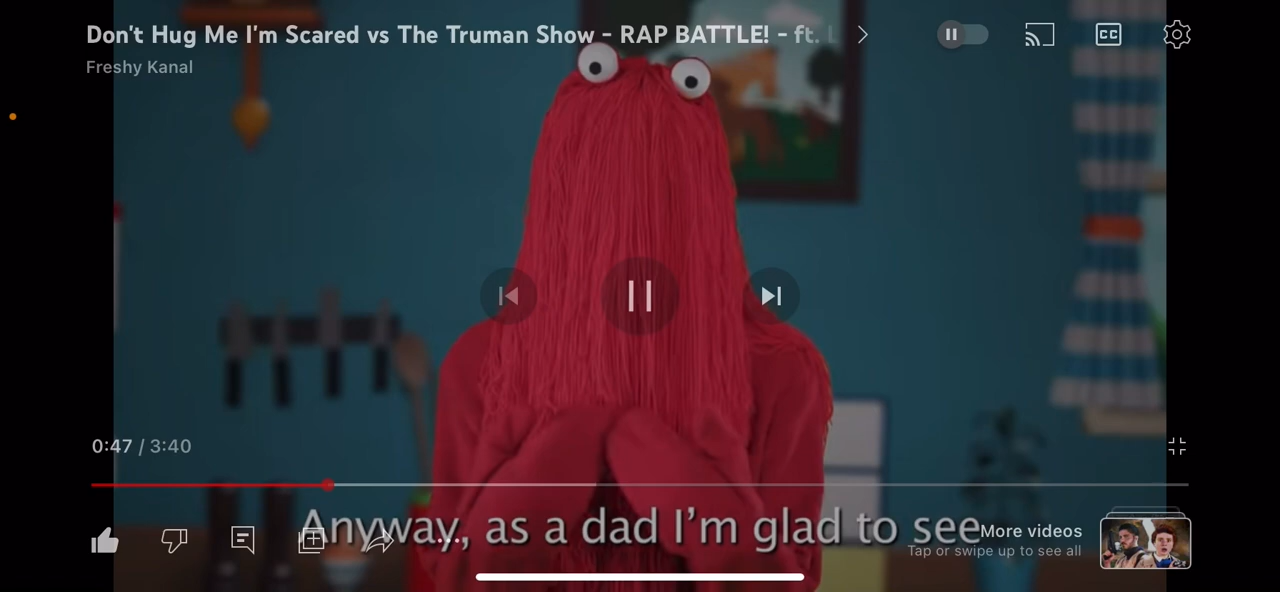 Don't Hug Me I'm Scared vs The Truman Show - RAP BATTLE! - ft.
Freshy Kanal
CC
0:47 / 3:40
Anyway, as a dad I'm glad to see
More videos
Tap or swipe up to see all